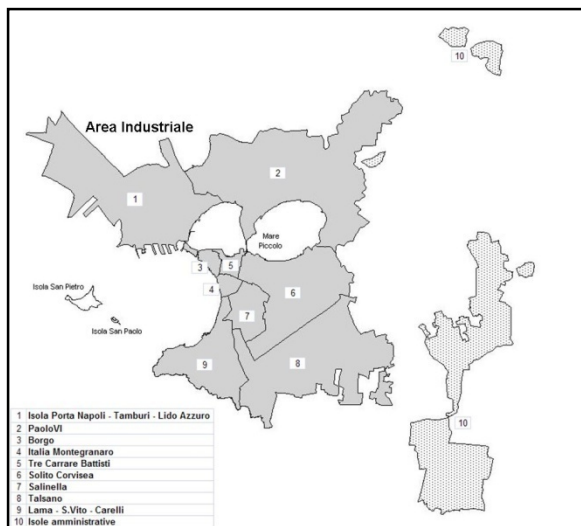 10
Area Industriale
2
1
Mare
Piccolo
3
5
Isola San Pietro
4
6
7
Isola San Paolo
9
8
10
1 Isola Porta Napoli - Tamburi - Lido Azzuro
2 PaoloVI
3 Borgo
4 Italia Montegranaro
5 Tre Carrare Battisti
6 Solito Corvisea
7 Salinella
8 Talsano
9 Lama - S.Vito - Carelli
10 Isole amministrative